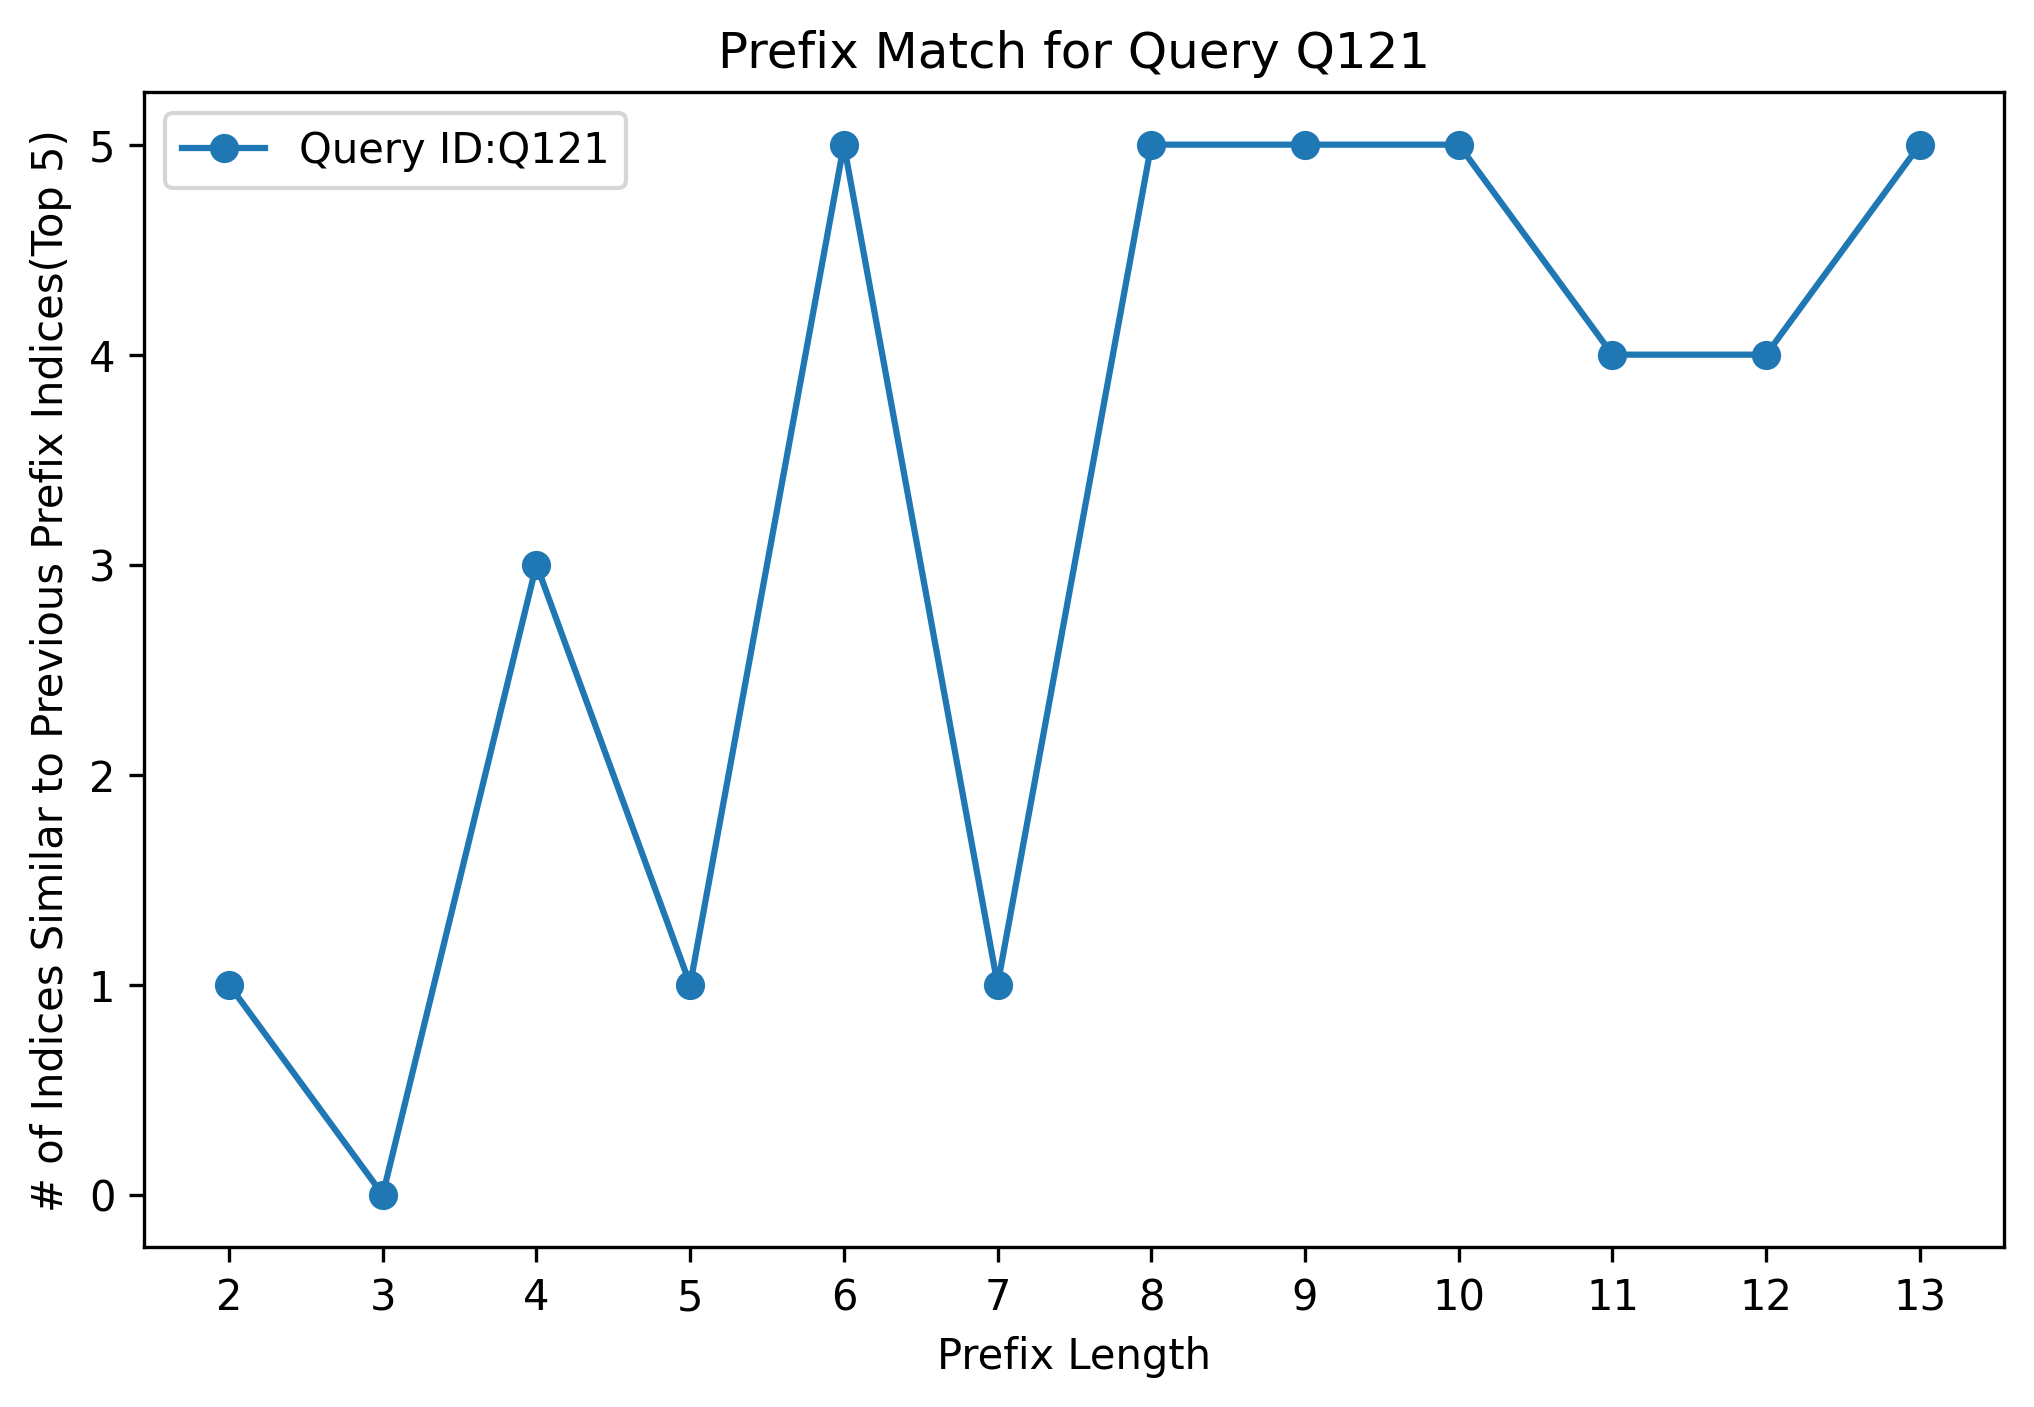 Prefix Match for Query Q121
Query ID:Q121
# of Indices Similar to Previous Prefix Indices(Top 5)
5
4
3
2
1
0
2 3 4 5 6 7 8 9 10 11 12 13
Prefix Length